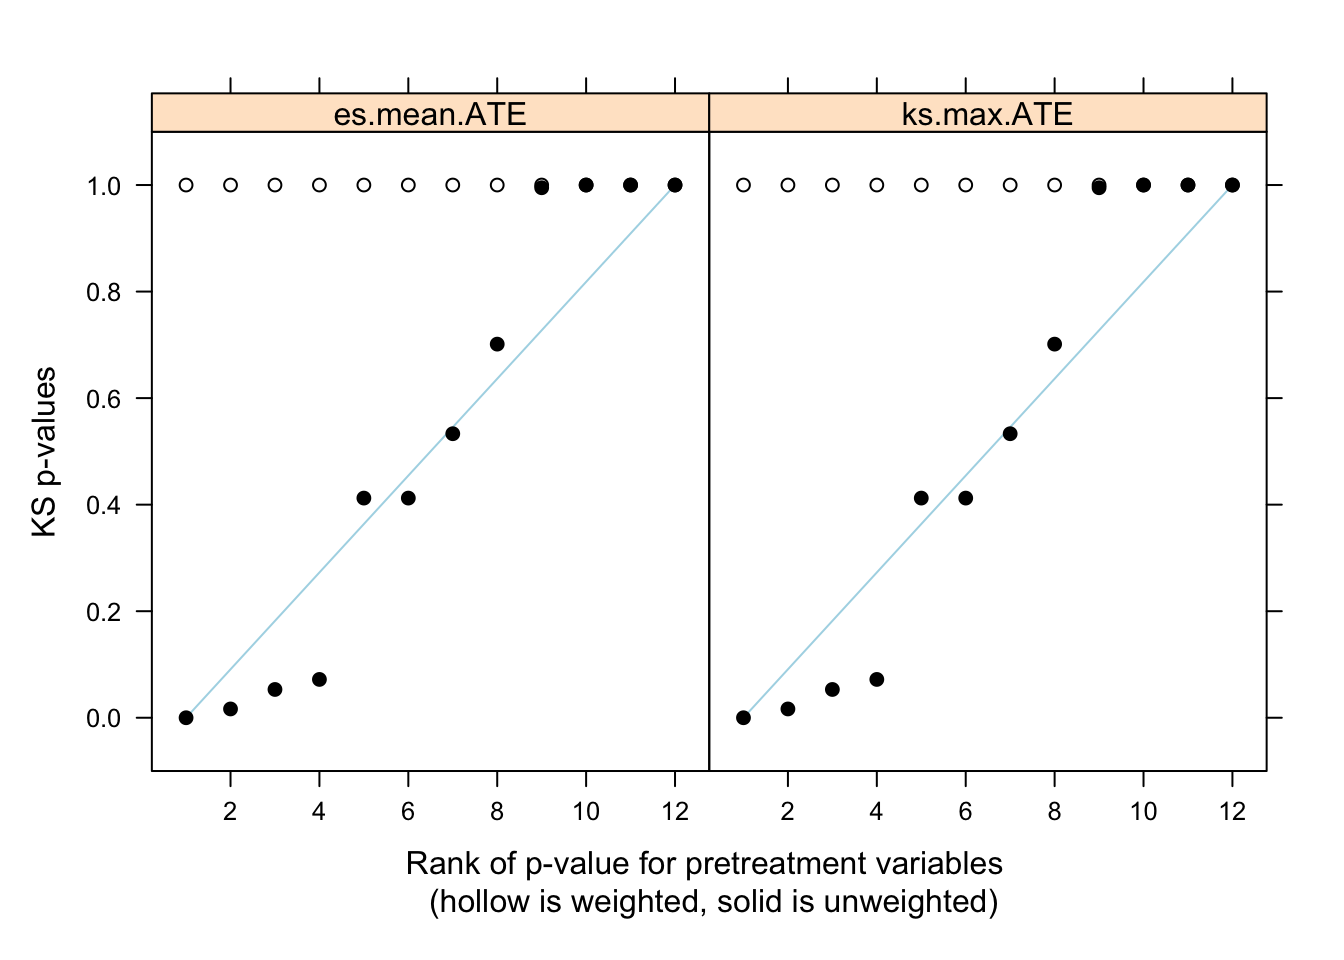 es.mean.ATE ks.max.ATE
1.0
0.8
0.6
0.4
0.2
0.0
KS p-values
2 4 6 8 10 12 2 4 6 8 10 12
Rank of p-value for pretreatment variables
(hollow is weighted, solid is unweighted)